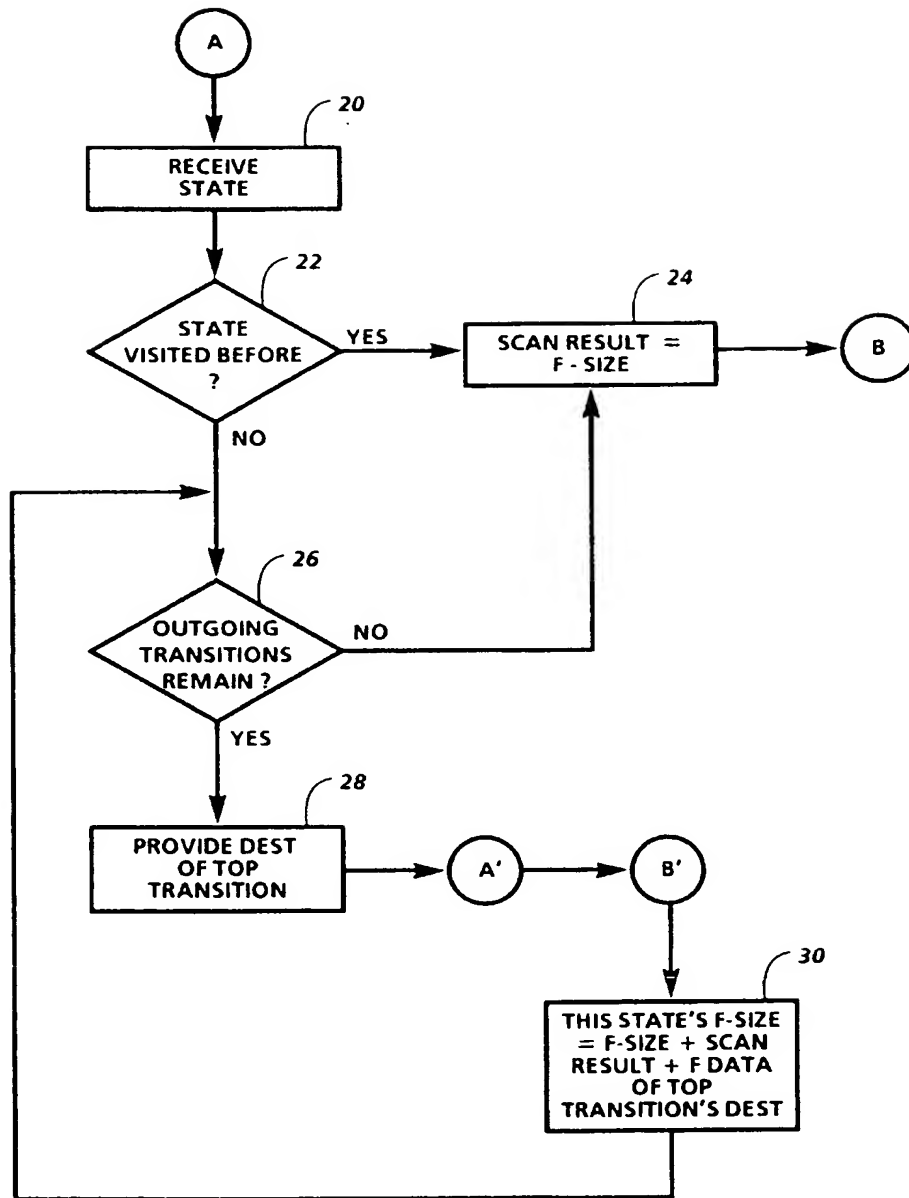 A
20
RECEIVE
STATE
22
STATE
VISITED BEFORE
?
YES
NO
24
SCAN RESULT =
F - SIZE
B
26
OUTGOING
TRANSITIONS
REMAIN ?
NO
YES
28
PROVIDE DEST
OF TOP
TRANSITION
A'
B'
30
THIS STATE'S F-SIZE
= F-SIZE + SCAN
RESULT + F DATA
OF TOP
TRANSITION'S DEST